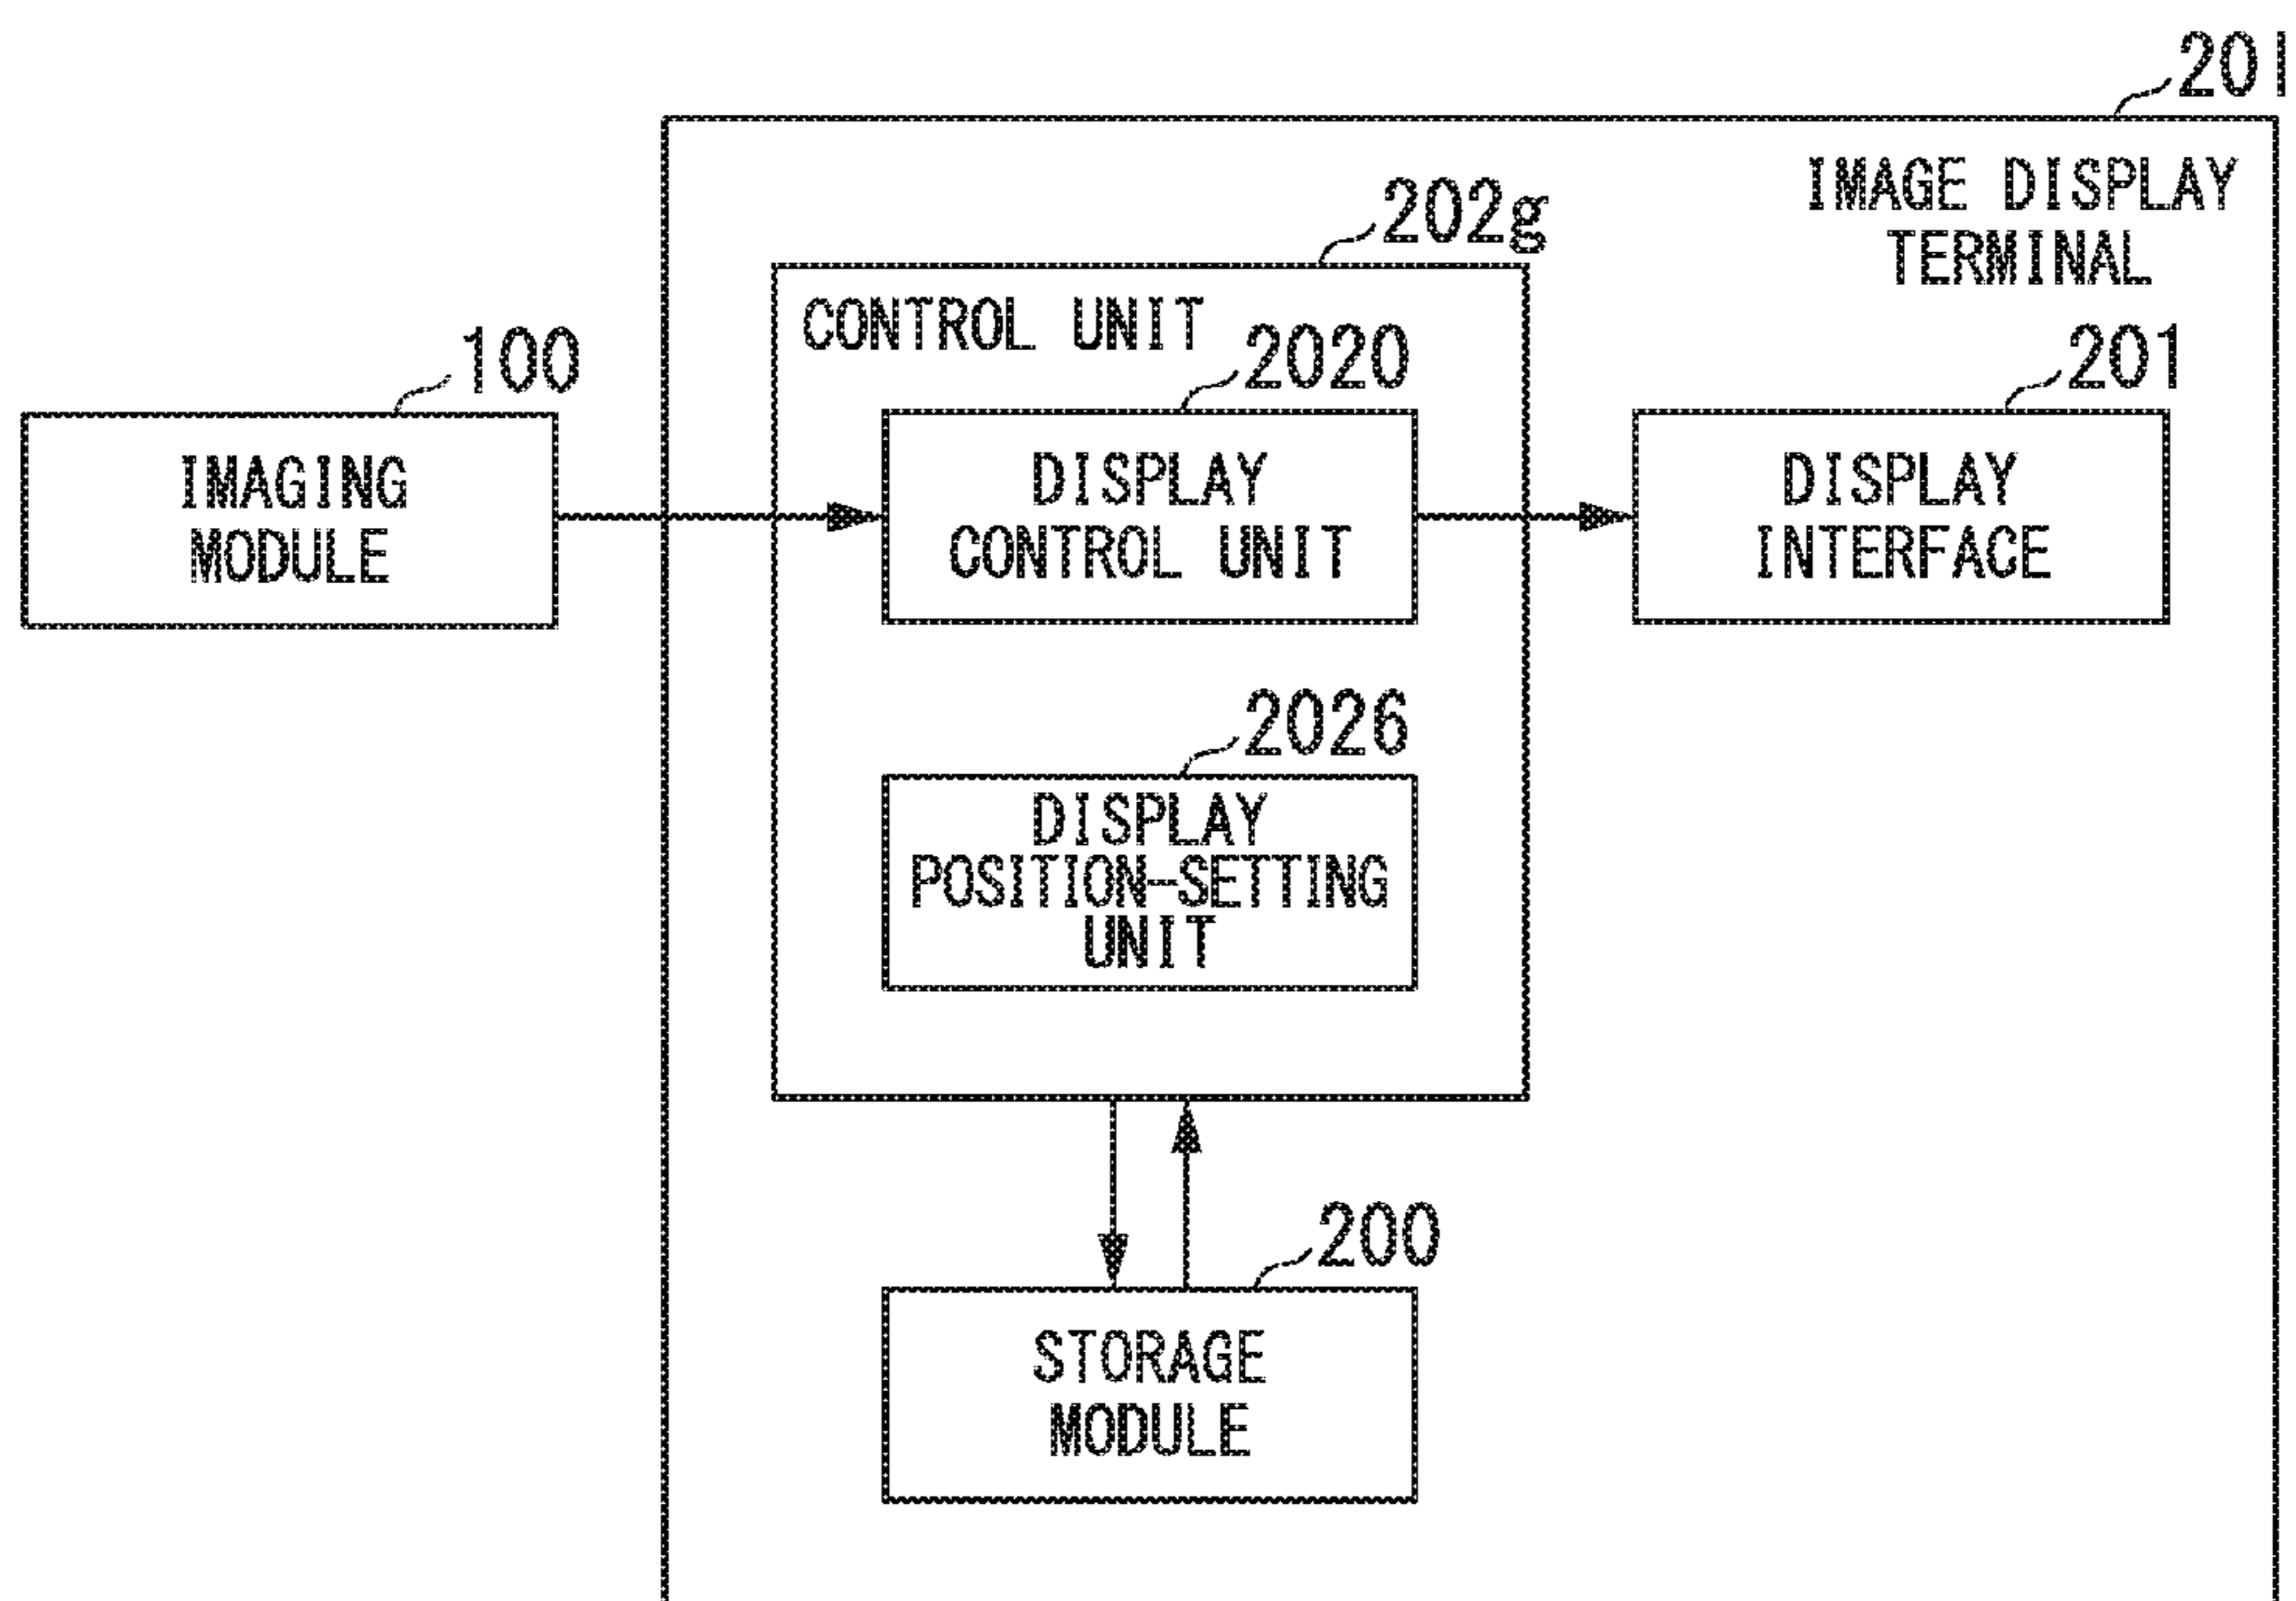 201
IMAGE DISPLAY
TERMINAL
202g
CONTROL UNIT
100
IMAGING
MODULE
2020
DISPLAY
CONTROL UNIT
201
DISPLAY
INTERFACE
2026
DISPLAY
POSITION-SETTING
UNIT
200
STORAGE
MODULE